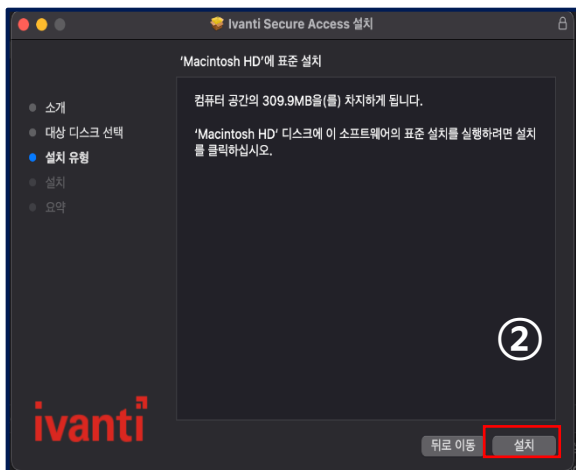 Ivanti Secure Access 설치
'Macintosh HD'에 표준 설치
소개
대상 디스크 선택
설치 유형
설치
요약
컴퓨터 공간의 309.9MB을(를) 차지하게 됩니다.
'Macintosh HD' 디스크에 이 소프트웨어의 표준 설치를 실행하려면 설치
를 클릭하십시오.
②
ivanti
뒤로 이동
설치